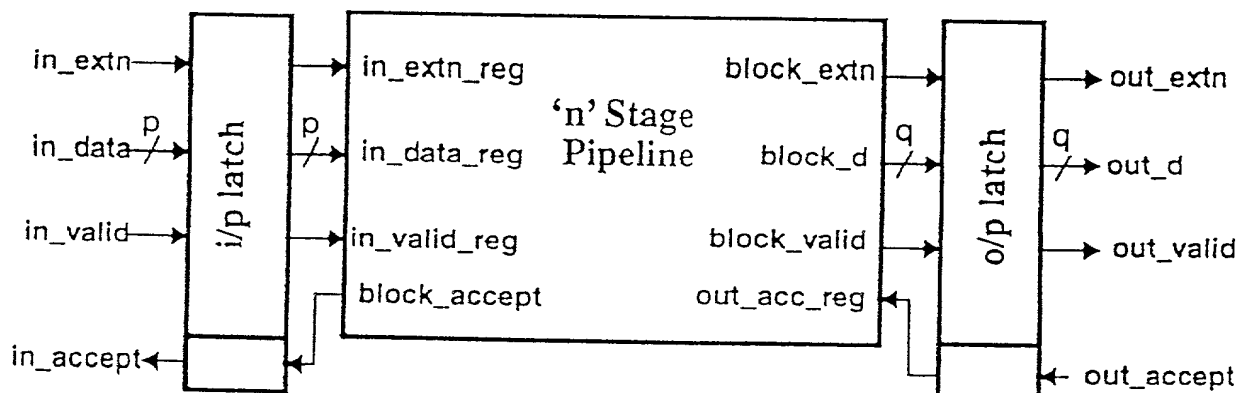 in_extn
in_data
p
in_valid
in_accept
i/p latch
p
in_extn_reg
in_data_reg
in_valid_reg
block_accept
'n' Stage
Pipeline
block_extn
block_d
block_valid
out_acc_reg
q
o/p latch
q
out_extn
out_d
out_valid
out_accept